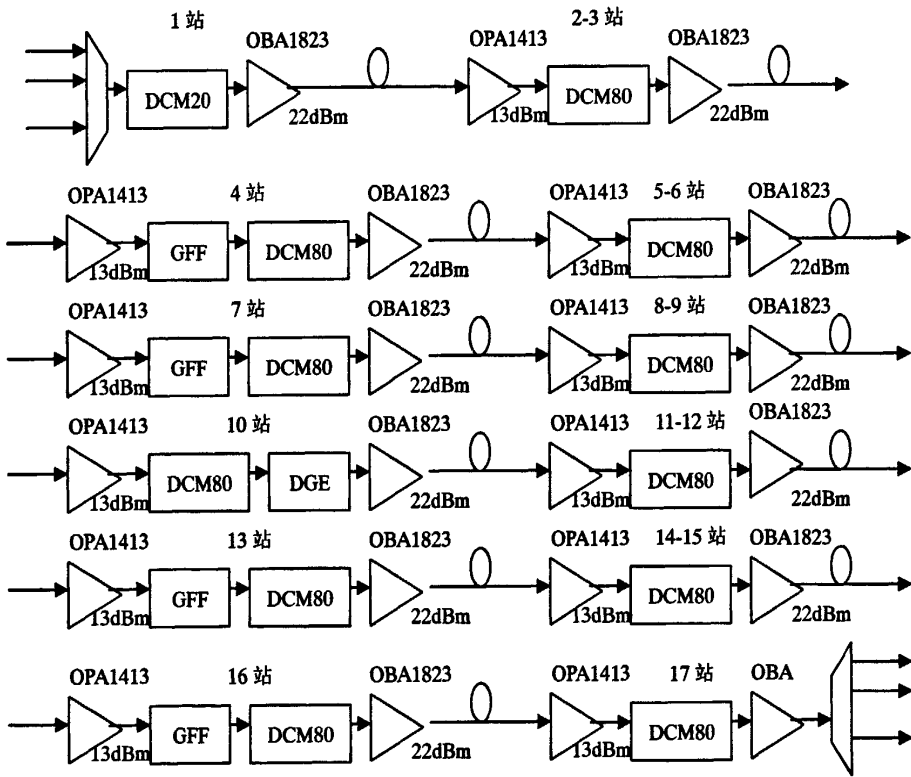 1 站
2-3 站
OBA1823
OPA1413
OBA1823
DCM20
DCM80
22dBm
13dBm
22dBm
OPA1413
4 站
OBA1823
OPA1413
5-6 站
OBA1823
GFF
DCM80
DCM80
13dBm
22dBm
13dBm
22dBm
OPA1413
7 站
OBA1823
OPA1413
8-9 站
OBA1823
GFF
DCM80
DCM80
13dBm
22dBm
13dBm
22dBm
OPA1413
10 站
OBA1823
OPA1413
11-12 站
OBA1823
DCM80
DGE
DCM80
13dBm
22dBm
13dBm
22dBm
OPA1413
13 站
OBA1823
OPA1413
14-15 站
OBA1823
GFF
DCM80
DCM80
13dBm
22dBm
13dBm
22dBm
OPA1413
16 站
OBA1823
OPA1413
17 站
OBA
GFF
DCM80
DCM80
13dBm
22dBm
13dBm